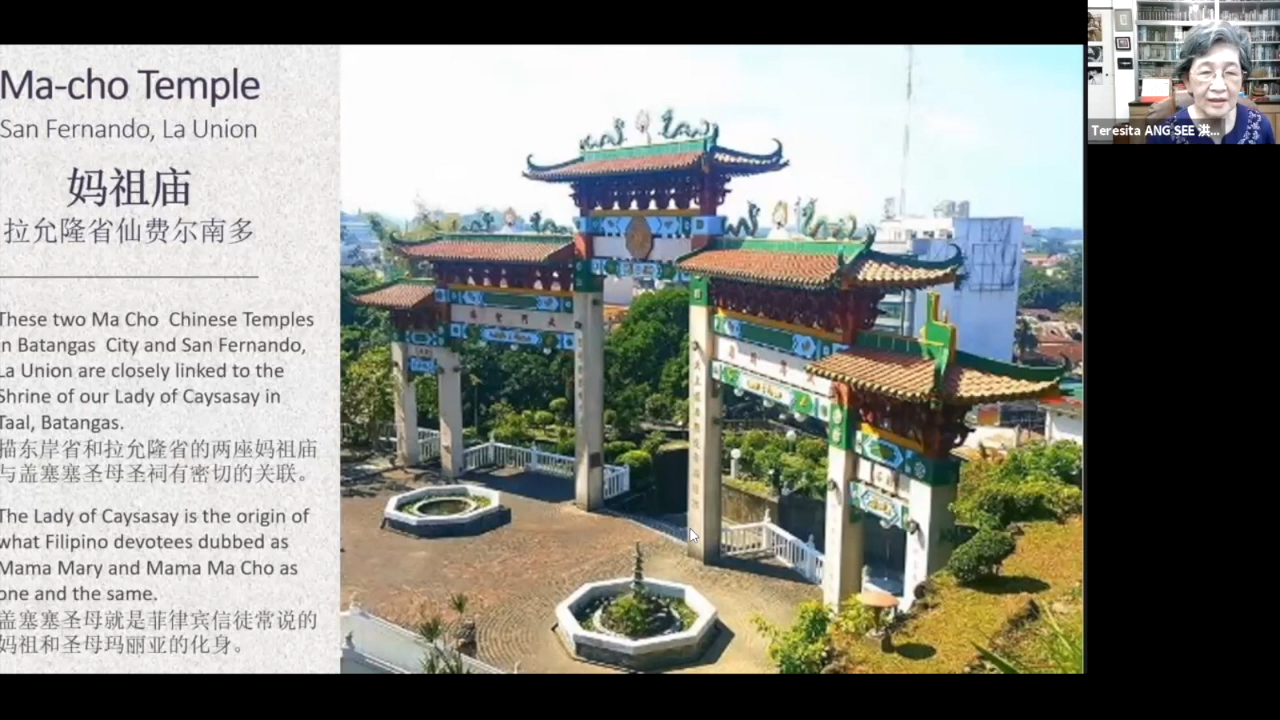 Ma-cho Temple
San Fernando, La Union
妈祖庙
拉允隆省仙费尔南多
These two Ma Cho Chinese Temples
in Batangas City and San Fernando,
La Union are closely linked to the
Shrine of our Lady of Caysasay in
Taal, Batangas.
描东岸省和拉允隆省的两座妈祖庙
与盖塞塞圣母圣祠有密切的关联。
The Lady of Caysasay is the origin of
what Filipino devotees dubbed as
Mama Mary and Mama Ma Cho as
one and the same.
盖塞塞圣母就是菲律宾信徒常说的
妈祖和圣母玛丽亚的化身。
Teresita ANG SEE 洪...